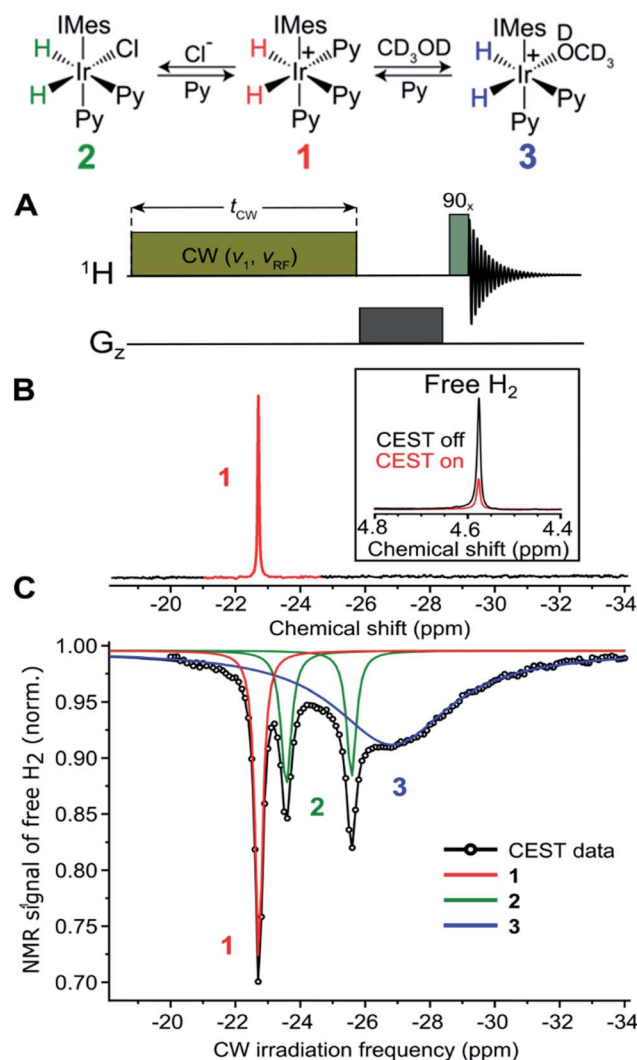 IMes IMes IMes D
H Cl Cl⁻ H + Py CD₃OD H + OCD₃
Ir Ir Ir
H Py Py H Py Py H Py
Py Py Py
2 1 3
A
t_CW
90ₓ
CW (ν₁, ν_RF)
¹H
G_z
B
Free H₂
1
CEST off
CEST on
4.8 4.6 4.4
Chemical shift (ppm)
-20 -22 -24 -26 -28 -30 -32 -34
Chemical shift (ppm)
C
NMR signal of free H₂ (norm.)
1.00
0.95
0.90
0.85
0.80
0.75
0.70
2
3
1
CEST data
1
2
3
-20 -22 -24 -26 -28 -30 -32 -34
CW irradiation frequency (ppm)